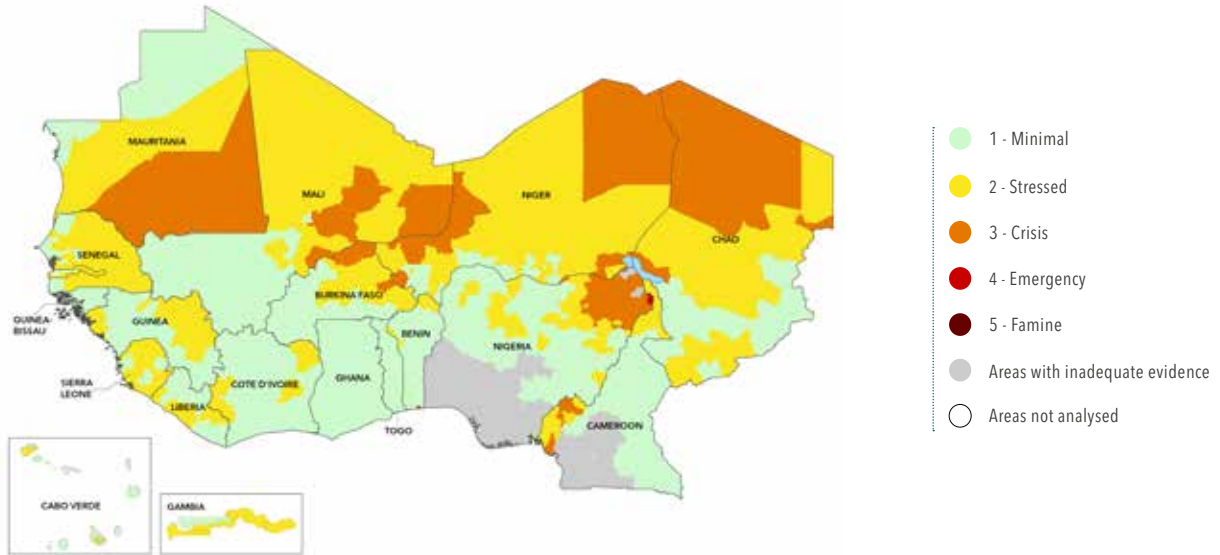 MAURITANIA
MALI
NIGER
CHAD
SENEGAL
BURKINA FASO
GUINEA-
BISSAU
GUINEA
BENIN
NIGERIA
SIERRA
LEONE
COTE D'IVOIRE
GHANA
LIBERIA
TOGO
CAMEROON
CABO VERDE
GAMBIA
1 - Minimal
2 - Stressed
3 - Crisis
4 - Emergency
5 - Famine
Areas with inadequate evidence
Areas not analysed